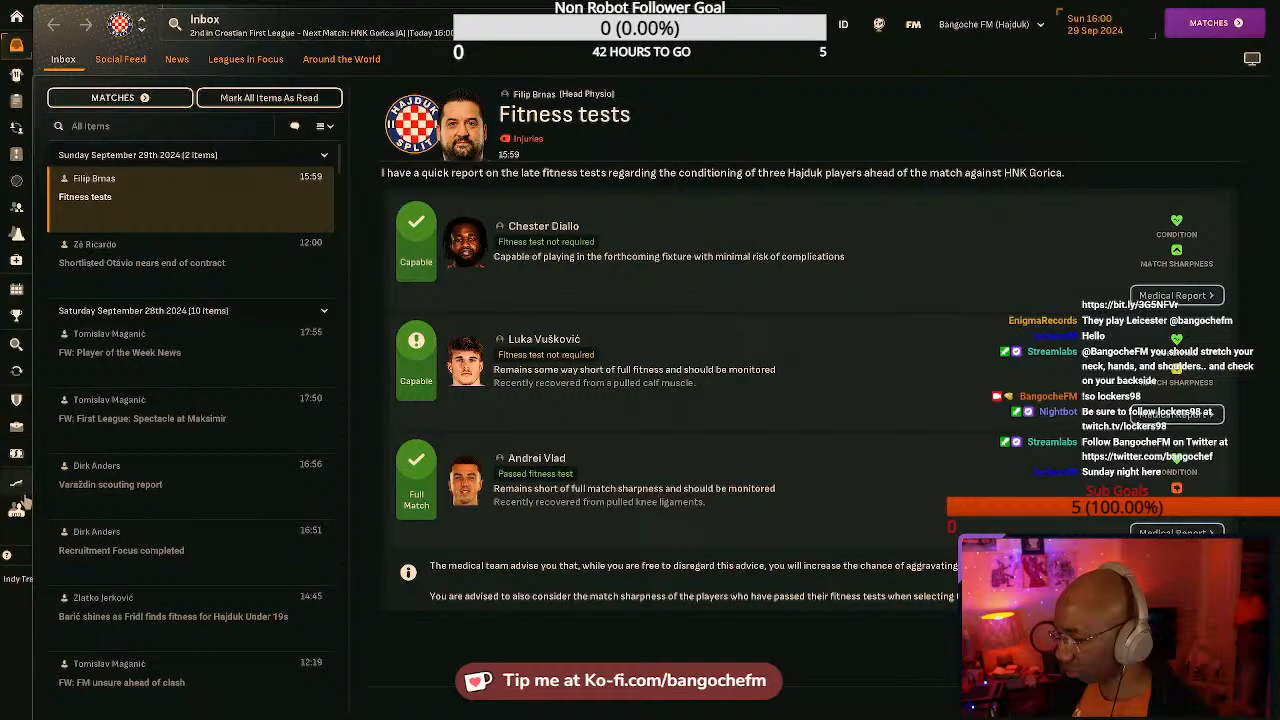 Non Robot Follower Goal
0 (0.00%)
0
42 HOURS TO GO
5
Inbox
2nd in Croatian First League - Next Match: HNK Gorica (A) (Today 16:00
ID
FM
Bangoche FM (Hajduk)
Sun 16:00
29 Sep 2024
MATCHES
Inbox
Social Feed
News
Leagues in Focus
Around the World
MATCHES
Mark All Items As Read
All Items
Sunday September 29th 2024 (2 Items)
Filip Brnas
15:59
Fitness tests
Zé Ricardo
12:00
Shortlisted Otávio nears end of contract
Saturday September 28th 2024 (10 Items)
Tomislav Maganić
17:55
FW: Player of the Week News
Tomislav Maganić
17:50
FW: First League: Spectacle at Maksimir
Dirk Anders
16:56
Varaždin scouting report
Dirk Anders
16:51
Recruitment Focus completed
Zlatko Jerković
14:45
Barić shines as Fridl finds fitness for Hajduk Under 19s
Tomislav Maganić
12:19
FW: FM unsure ahead of clash
HAJDUK
SPLIT
Filip Brnas (Head Physio)
Fitness tests
Injuries
15:59
I have a quick report on the late fitness tests regarding the conditioning of three Hajduk players ahead of the match against HNK Gorica.
Capable
Chester Diallo
Fitness test not required
Capable of playing in the forthcoming fixture with minimal risk of complications
CONDITION
MATCH SHARPNESS
Medical Report >
Capable
Luka Vušković
Fitness test not required
Remains some way short of full fitness and should be monitored
Recently recovered from a pulled calf muscle.
Full
Match
Andrei Vlad
Passed fitness test
Remains short of full match sharpness and should be monitored
Recently recovered from pulled knee ligaments.
CONDITION
Medical Report >
The medical team advise you that, while you are free to disregard this advice, you will increase the chance of aggravating
You are advised to also consider the match sharpness of the players who have passed their fitness tests when selecting
https://bit.ly/3G5NFVr
EnigmaRecords They play Leicester @bangochefm
lockers98 Hello
Streamlabs @BangocheFM you should stretch your
neck, hands, and shoulders.. and check
on your backside
BangocheFM !so lockers98
Nightbot Be sure to follow lockers98 at
twitch.tv/lockers98
Streamlabs Follow BangocheFM on Twitter at
https://twitter.com/bangochef
lockers98 Sunday night here
Sub Goals
5 (100.00%)
0
Indy Tra
Tip me at Ko-fi.com/bangochefm